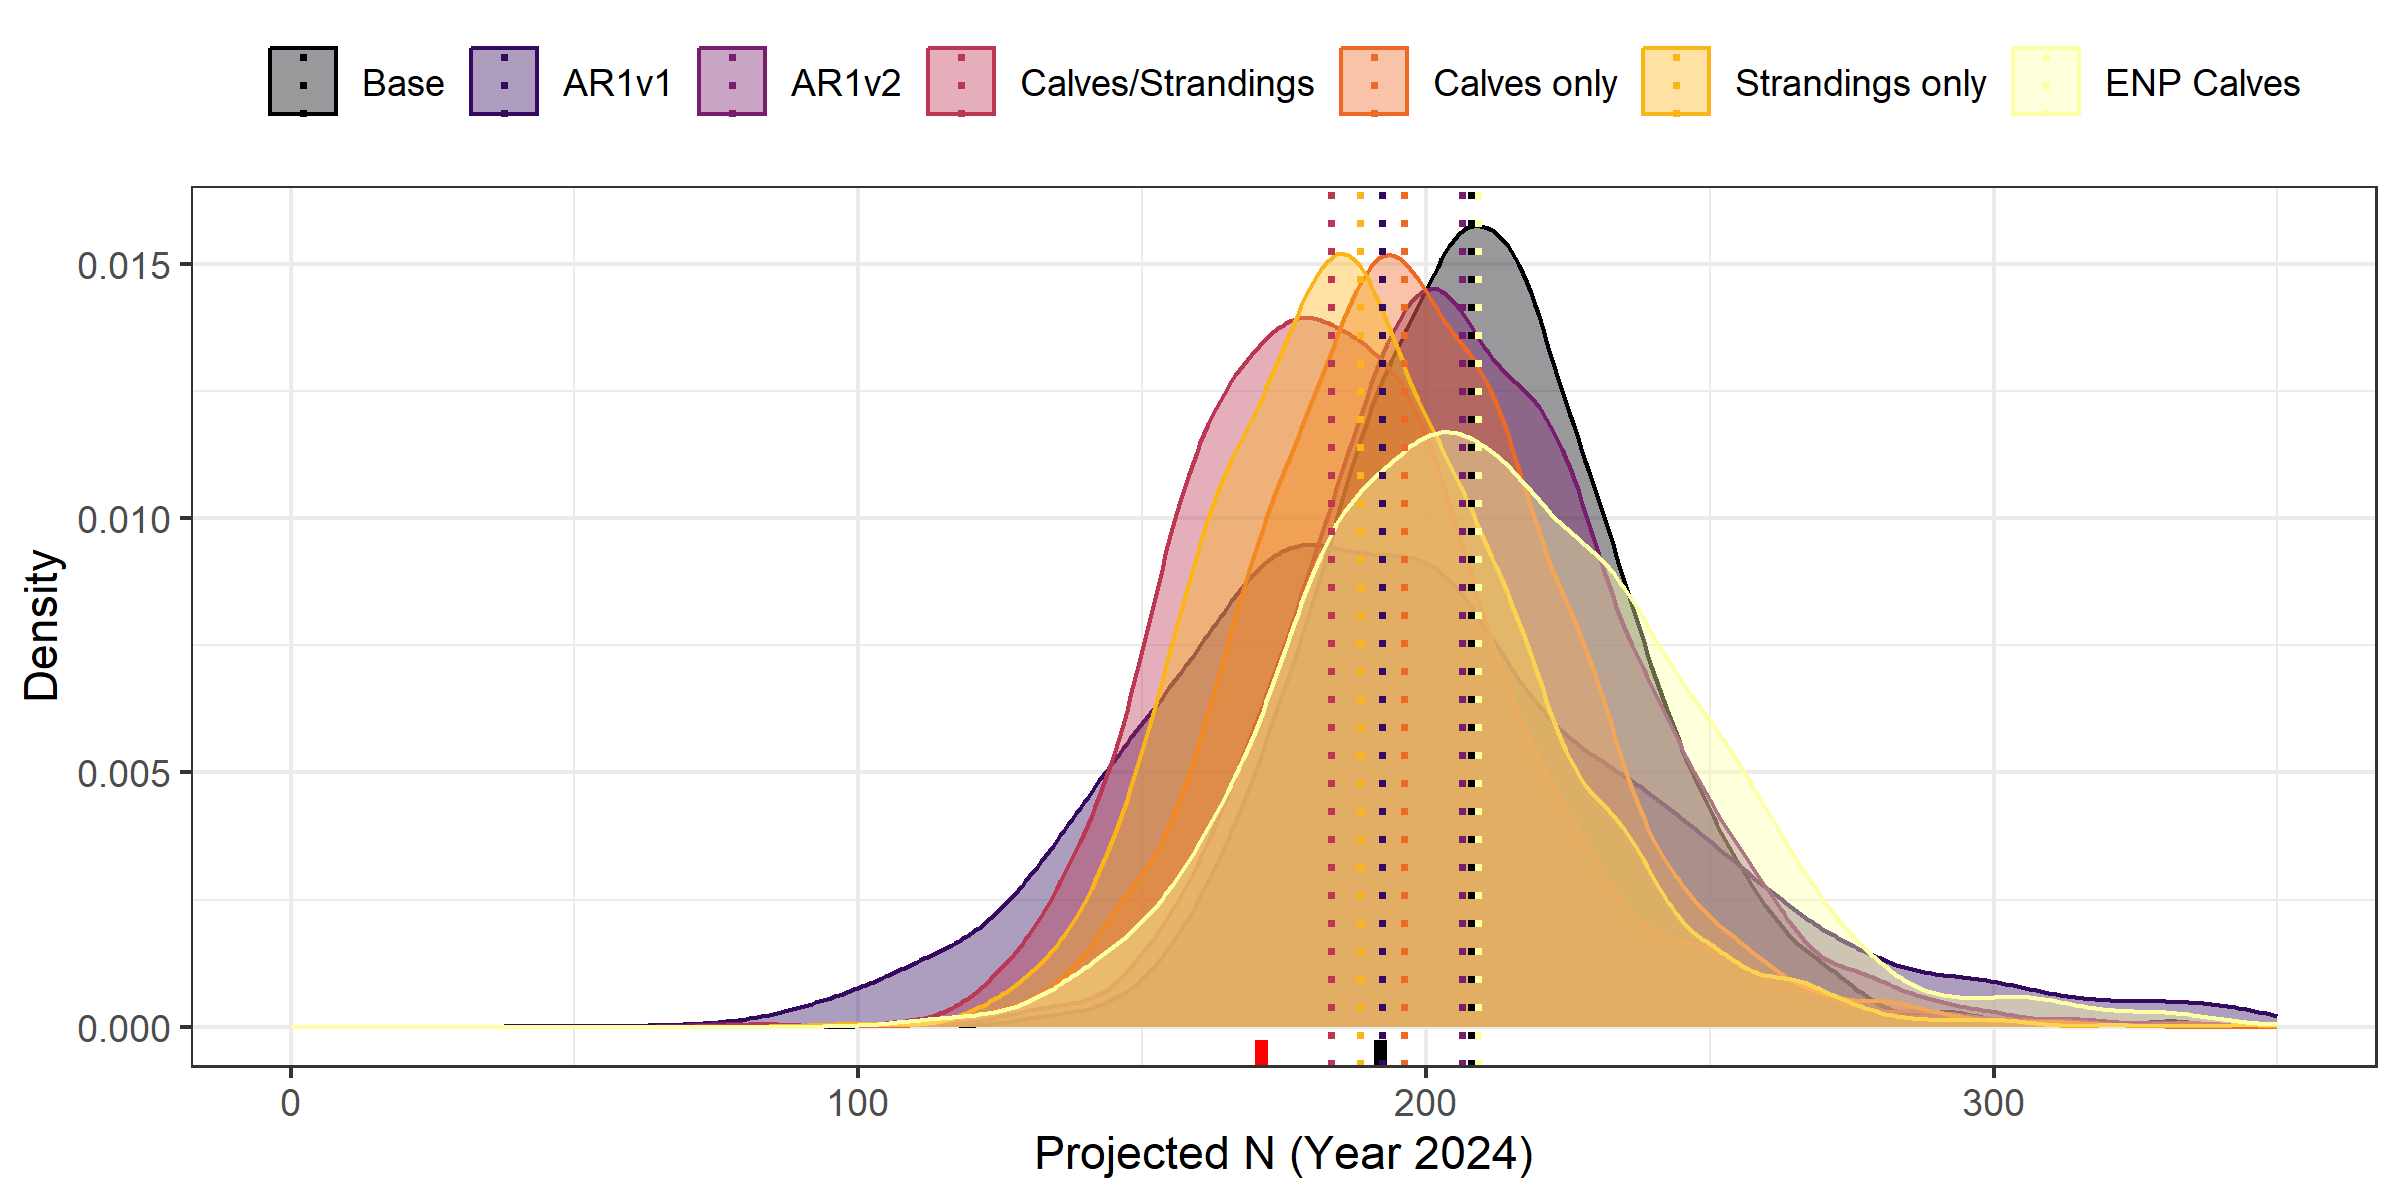 Base AR1v1 AR1v2 Calves/Strandings Calves only Strandings only ENP Calves
0.015
0.010
0.005
0.000
Density
0 100 200 300
Projected N (Year 2024)